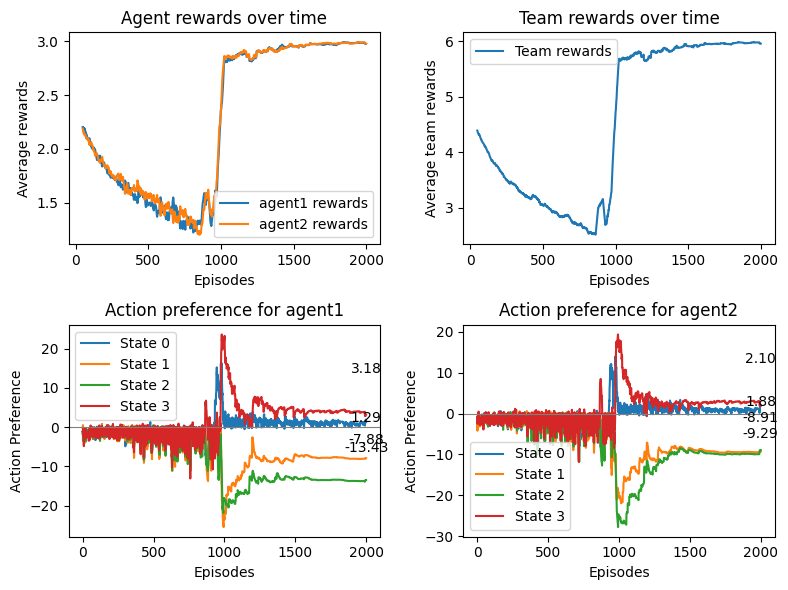 Agent rewards over time
Average rewards
3.0
2.5
2.0
1.5
agent1 rewards
agent2 rewards
0 500 1000 1500 2000
Episodes
Team rewards over time
Average team rewards
6
5
4
3
Team rewards
0 500 1000 1500 2000
Episodes
Action preference for agent1
Action Preference
20
10
0
−10
−20
State 0
State 1
State 2
State 3
3.18
1.29
-7.88
-13.43
0 500 1000 1500 2000
Episodes
Action preference for agent2
Action Preference
20
10
0
−10
−20
−30
State 0
State 1
State 2
State 3
2.10
1.88
-8.91
-9.29
0 500 1000 1500 2000
Episodes